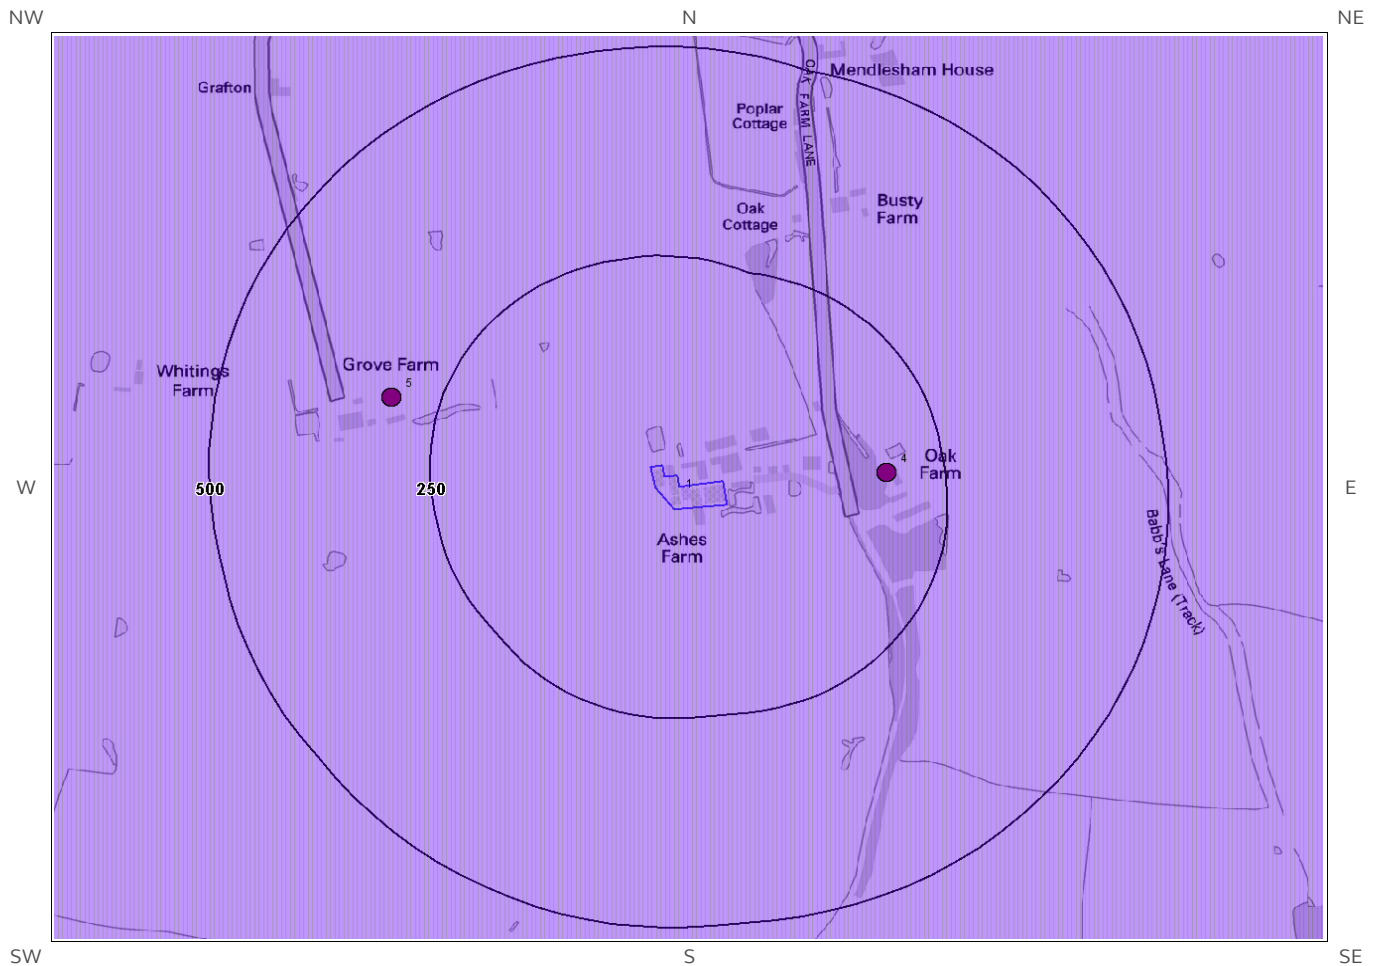 NW
N
NE
Grafton
Mendlesham House
OAK FARM LANE
Poplar
Cottage
Busty
Farm
Oak
Cottage
Whitings
Farm
Grove Farm
5
Oak
Farm
4
W
500
250
1
E
Ashes
Farm
Babb's Lane (Track)
SW
S
SE